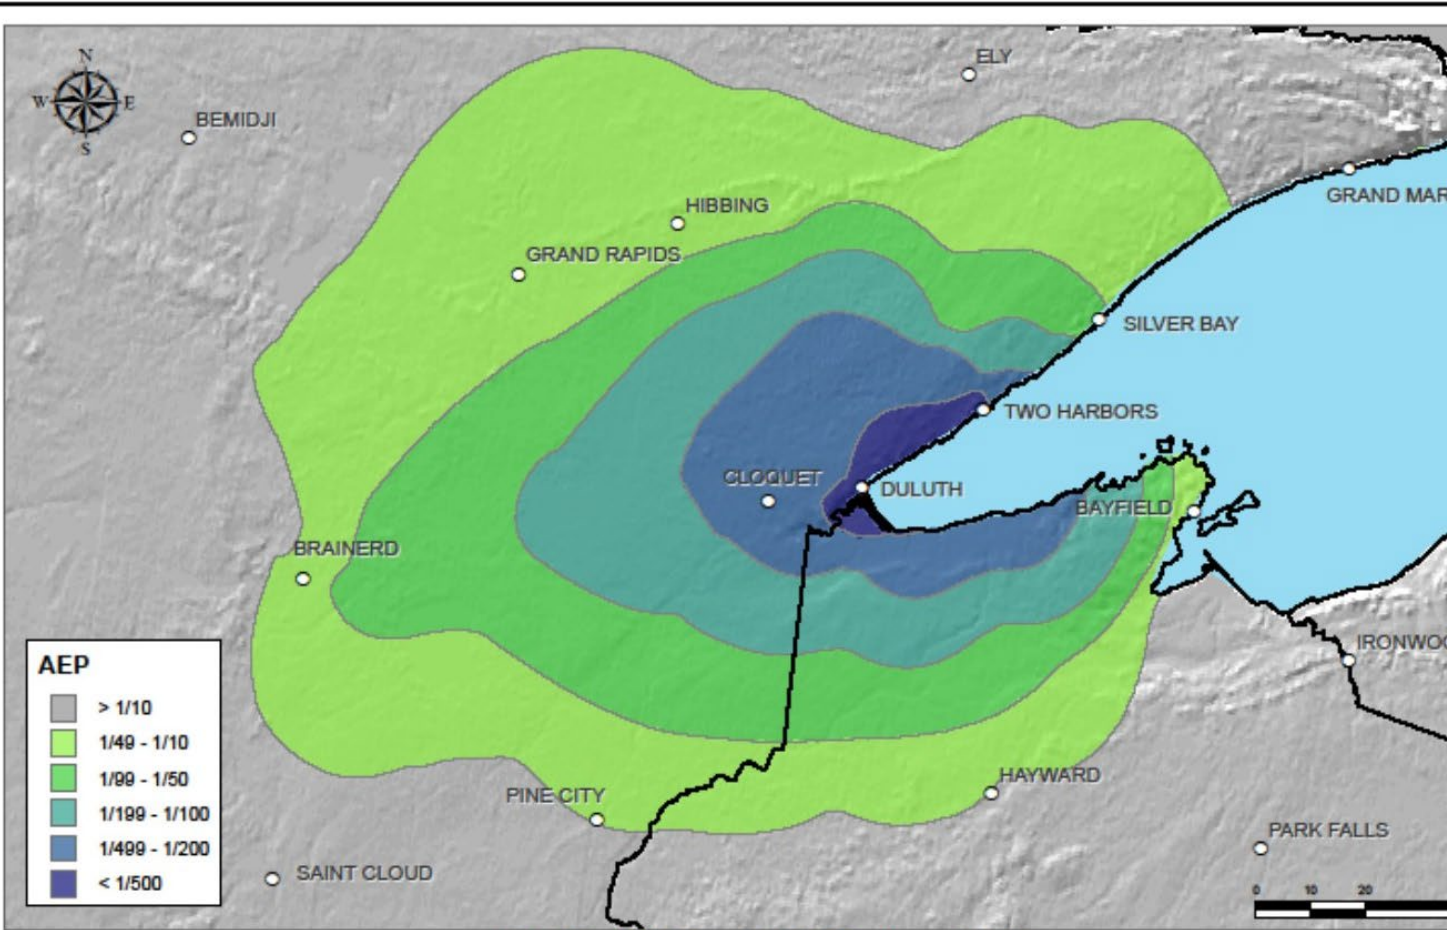 N
W E
S
ELY
BEMIDJI
GRAND MAR
HIBBING
GRAND RAPIDS
SILVER BAY
TWO HARBORS
CLOQUET
DULUTH
BAYFIELD
BRAINERD
IRONWOO
HAYWARD
PINE CITY
PARK FALLS
SAINT CLOUD
AEP
> 1/10
1/49 - 1/10
1/99 - 1/50
1/199 - 1/100
1/499 - 1/200
< 1/500
0 10 20